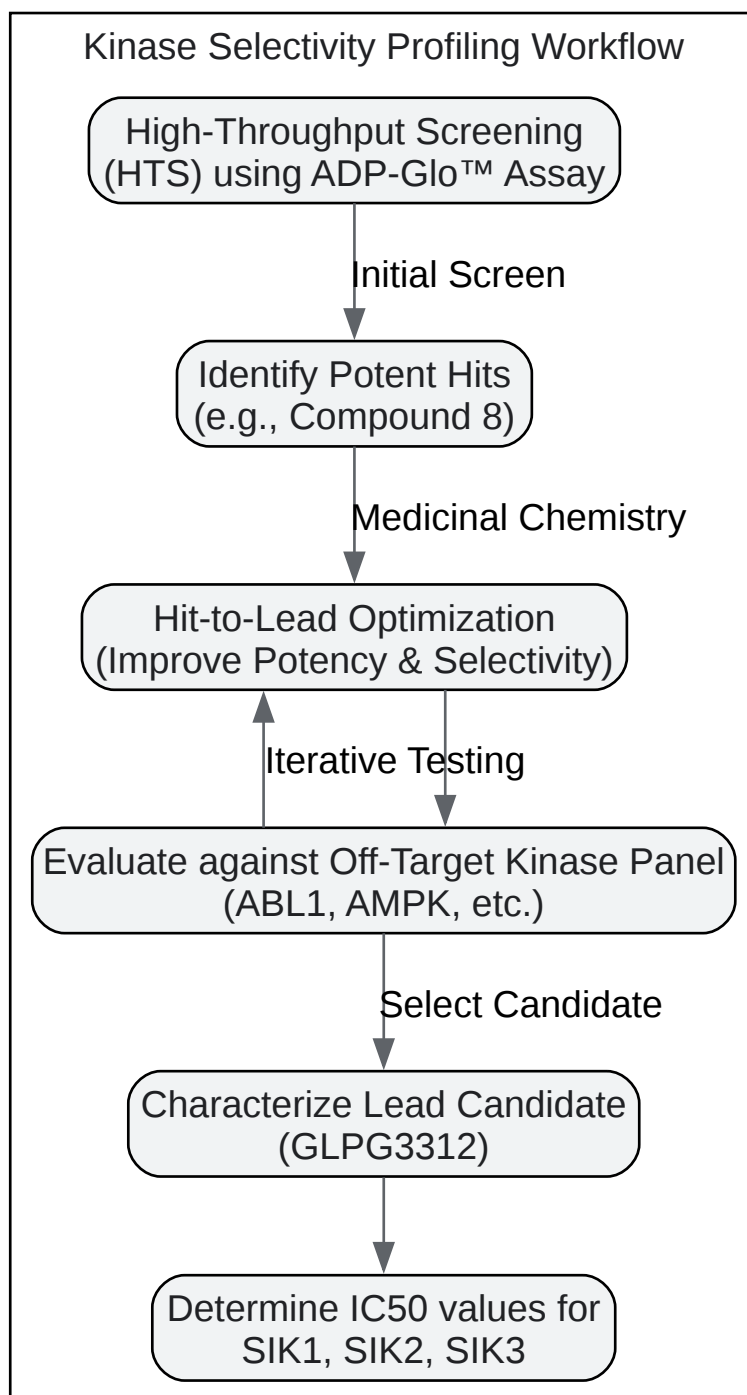 Kinase Selectivity Profiling Workflow
High-Throughput Screening
(HTS) using ADP-Glo™ Assay
Initial Screen
Identify Potent Hits
(e.g., Compound 8)
Medicinal Chemistry
Hit-to-Lead Optimization
(Improve Potency & Selectivity)
Iterative Testing
Evaluate against Off-Target Kinase Panel
(ABL1, AMPK, etc.)
Select Candidate
Characterize Lead Candidate
(GLPG3312)
Determine IC50 values for
SIK1, SIK2, SIK3